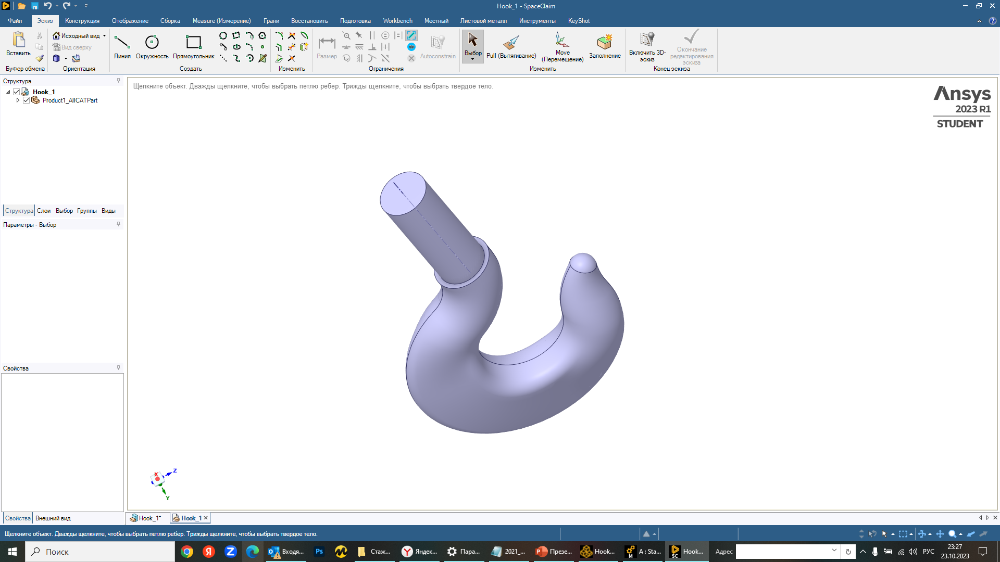 Hook_1 - SpaceClaim
Файл Эскиз Конструкция Отображение Сборка Measure (Измерение) Грани Восстановить Подготовка Workbench Местный Листовой металл Инструменты KeyShot
Вставить
Буфер обмена
Исходный вид
Вид сверху
Ориентация
Линия Окружность Прямоугольник
Создать
Изменить
Размер
Autoconstrain
Ограничения
Выбор
Pull (Вытягивание)
Move
(Перемещение)
Заполнение
Изменить
Включить 3D-
эскиз
Окончание
редактирования
эскиза
Конец эскиза
Структура
Hook_1
Product1_AllCATPart
Структура Слои Выбор Группы Виды
Параметры - Выбор
Свойства
Свойства Внешний вид
Щелкните объект. Дважды щелкните, чтобы выбрать петлю ребер. Трижды щелкните, чтобы выбрать твердое тело.
Ansys
2023 R1
STUDENT
X
Z
Y
Hook_1* Hook_1
Щелкните объект. Дважды щелкните, чтобы выбрать петлю ребер. Трижды щелкните, чтобы выбрать твердое тело.
Поиск
Входя...
Ps
Стаж...
Яндек...
Пара...
2021_...
Презе...
Hook...
A : Sta...
Hook...
Адрес
РУС
23:27
23.10.2023